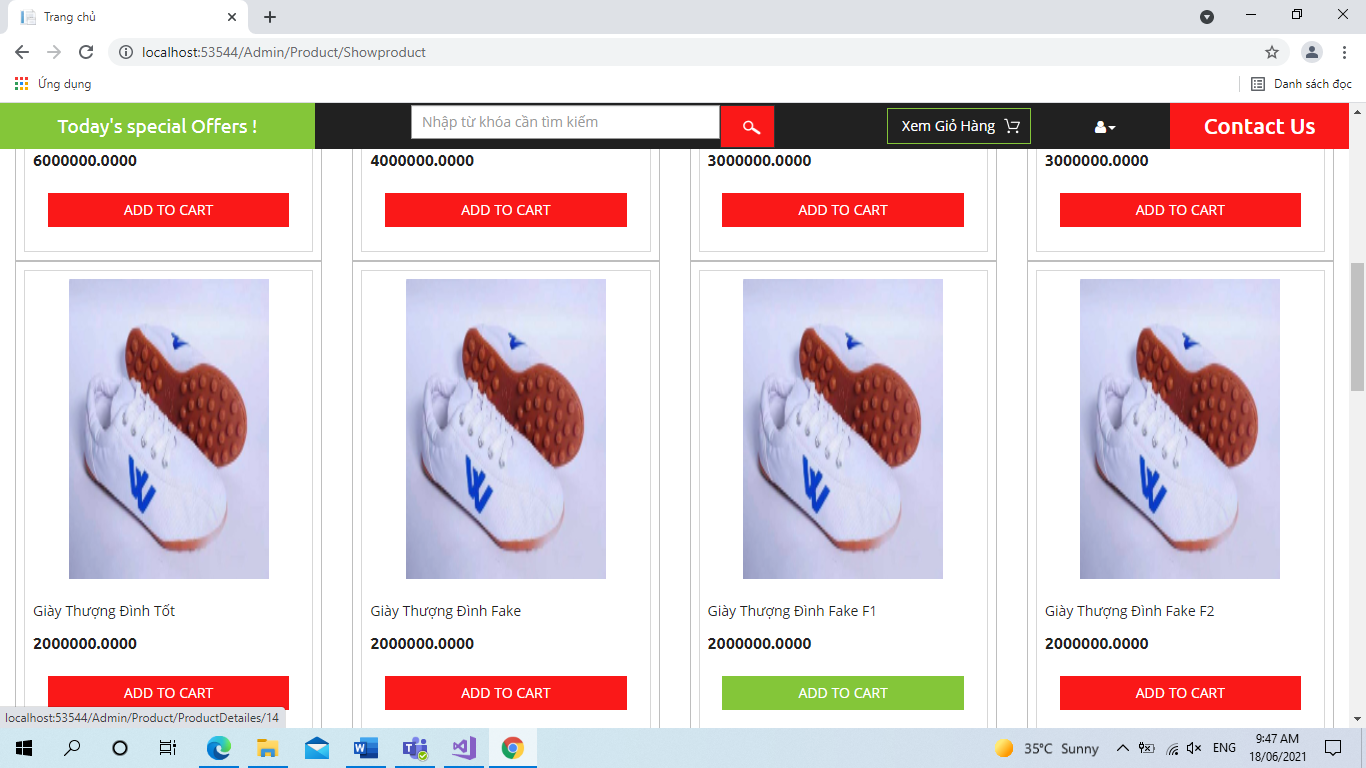 Trang chủ
localhost:53544/Admin/Product/Showproduct
Ứng dụng
Danh sách đọc
Today's special Offers !
Nhập từ khóa cần tìm kiếm
Xem Giỏ Hàng
Contact Us
6000000.0000
4000000.0000
3000000.0000
3000000.0000
ADD TO CART
ADD TO CART
ADD TO CART
ADD TO CART
Giày Thượng Đình Tốt
Giày Thượng Đình Fake
Giày Thượng Đình Fake F1
Giày Thượng Đình Fake F2
2000000.0000
2000000.0000
2000000.0000
2000000.0000
ADD TO CART
ADD TO CART
ADD TO CART
ADD TO CART
localhost:53544/Admin/Product/ProductDetailes/14
35°C Sunny
ENG
9:47 AM
18/06/2021